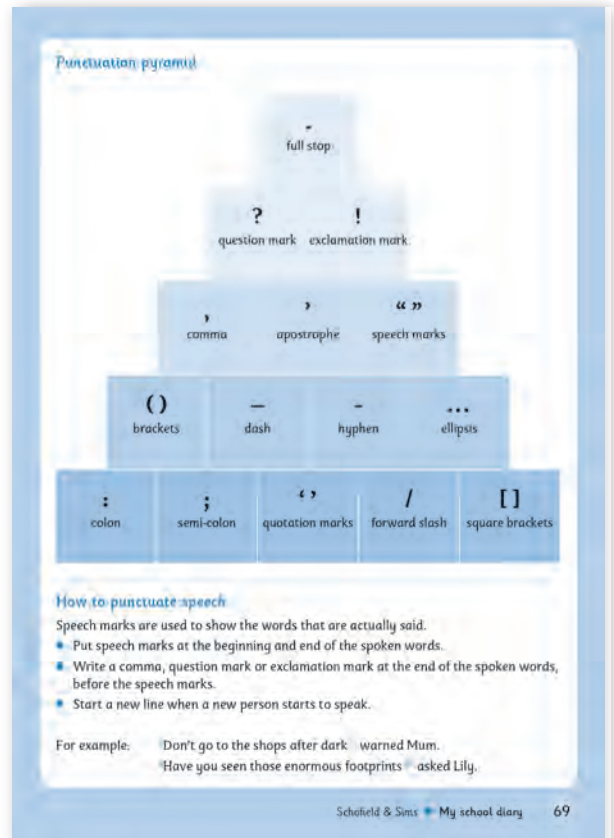 Punctuation pyramid
.
full stop
? !
question mark exclamation mark
, ’ “ ”
comma apostrophe speech marks
( ) – - ...
brackets dash hyphen ellipsis
: ; ‘ ’ / [ ]
colon semi-colon quotation marks forward slash square brackets
How to punctuate speech
Speech marks are used to show the words that are actually said.
• Put speech marks at the beginning and end of the spoken words.
• Write a comma, question mark or exclamation mark at the end of the spoken words,
before the speech marks.
• Start a new line when a new person starts to speak.
For example: Don’t go to the shops after dark warned Mum.
Have you seen those enormous footprints asked Lily.
Schofield & Sims • My school diary 69